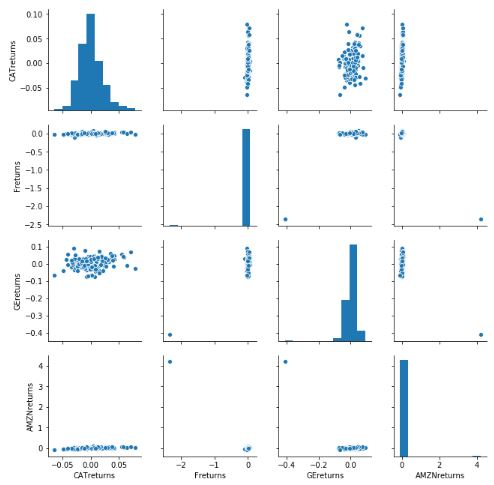 0.10
0.05
0.00
−0.05
CATreturns
0.0
−0.5
−1.0
−1.5
−2.0
−2.5
Freturns
0.1
0.0
−0.1
−0.2
−0.3
−0.4
GEreturns
4
3
2
1
0
AMZNreturns
−0.05 0.00 0.05
CATreturns
−2 −1 0
Freturns
−0.4 −0.2 0.0
GEreturns
0 2 4
AMZNreturns